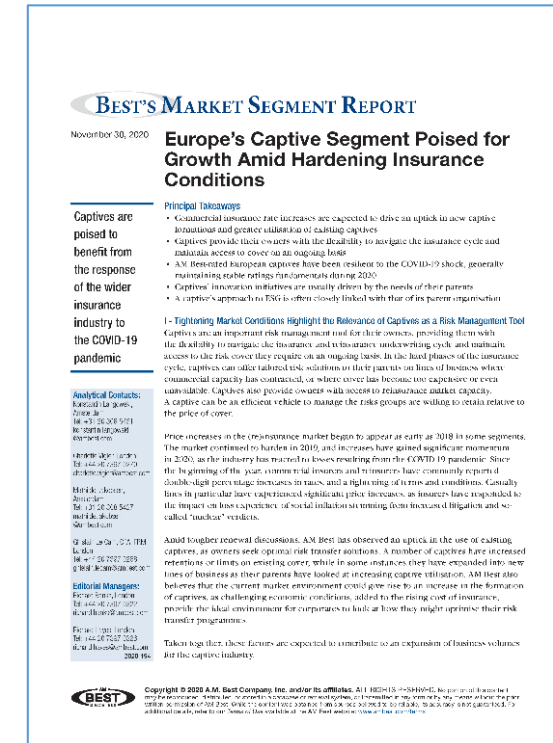 BEST'S MARKET SEGMENT REPORT
November 30, 2020
Europe's Captive Segment Poised for
Growth Amid Hardening Insurance
Conditions
Captives are
poised to
benefit from
the response
of the wider
insurance
industry to
the COVID-19
pandemic
Analytical Contacts:
London
Editorial Managers:
Principal Takeaways
• Commercial insurance rate increases are expected to drive an uptick in new captive
formations and greater utilisation of existing captives
• Captives provide their owners with the flexibility to navigate the insurance cycle and
maintain access to cover on an ongoing basis
• AM Best-rated European captives have been resilient to the COVID-19 shock, generally
maintaining stable ratings fundamentals during 2020
• Captives' innovation initiatives are usually driven by the needs of their parents
• A captive's approach to ESG is often closely linked with that of its parent organisation
I - Tightening Market Conditions Highlight the Relevance of Captives as a Risk Management Tool
Captives are an important risk management tool for their owners, providing them with
the flexibility to navigate the insurance and reinsurance underwriting cycle and maintain
access to the risk cover they require on an ongoing basis. In the hard phases of the insurance
cycle, captives can offer tailored risk solutions to their parents on lines of business where
commercial capacity has contracted, or where cover has become too expensive or even
unavailable. Captives also provide owners with access to reinsurance market capacity.
A captive can be an efficient vehicle to manage the risks groups are willing to retain relative to
the price of cover.
Price increases in the (re)insurance market began to appear as early as 2018 in some segments.
The market continued to harden in 2019, and increases have gained significant momentum
in 2020, as the industry has reacted to losses resulting from the COVID-19 pandemic. Since
the beginning of the year, commercial insurers and reinsurers have commonly reported
double-digit percentage increases in rates, and a tightening of terms and conditions. Casualty
lines in particular have experienced significant price increases, as insurers have responded to
the impact on loss experience of social inflation stemming from increased litigation and so-
called "nuclear" verdicts.
Amid tougher renewal discussions, AM Best has observed an uptick in the use of existing
captives, as owners seek optimal risk transfer solutions. A number of captives have increased
retentions or limits on existing cover, while in some instances they have expanded into new
lines of business as their parents have looked at increasing captive utilisation. AM Best also
believes that the current market environment could give rise to an increase in the formation
of captives, as challenging economic conditions, added to the rising cost of insurance,
provide the ideal environment for corporates to look at how they might optimise their risk
transfer programmes.
Taken together, these factors are expected to contribute to an expansion of business volumes
for the captive industry.
AM
BEST
SINCE 1899
Copyright © 2020 A.M. Best Company, Inc. and/or its affiliates. ALL RIGHTS RESERVED.